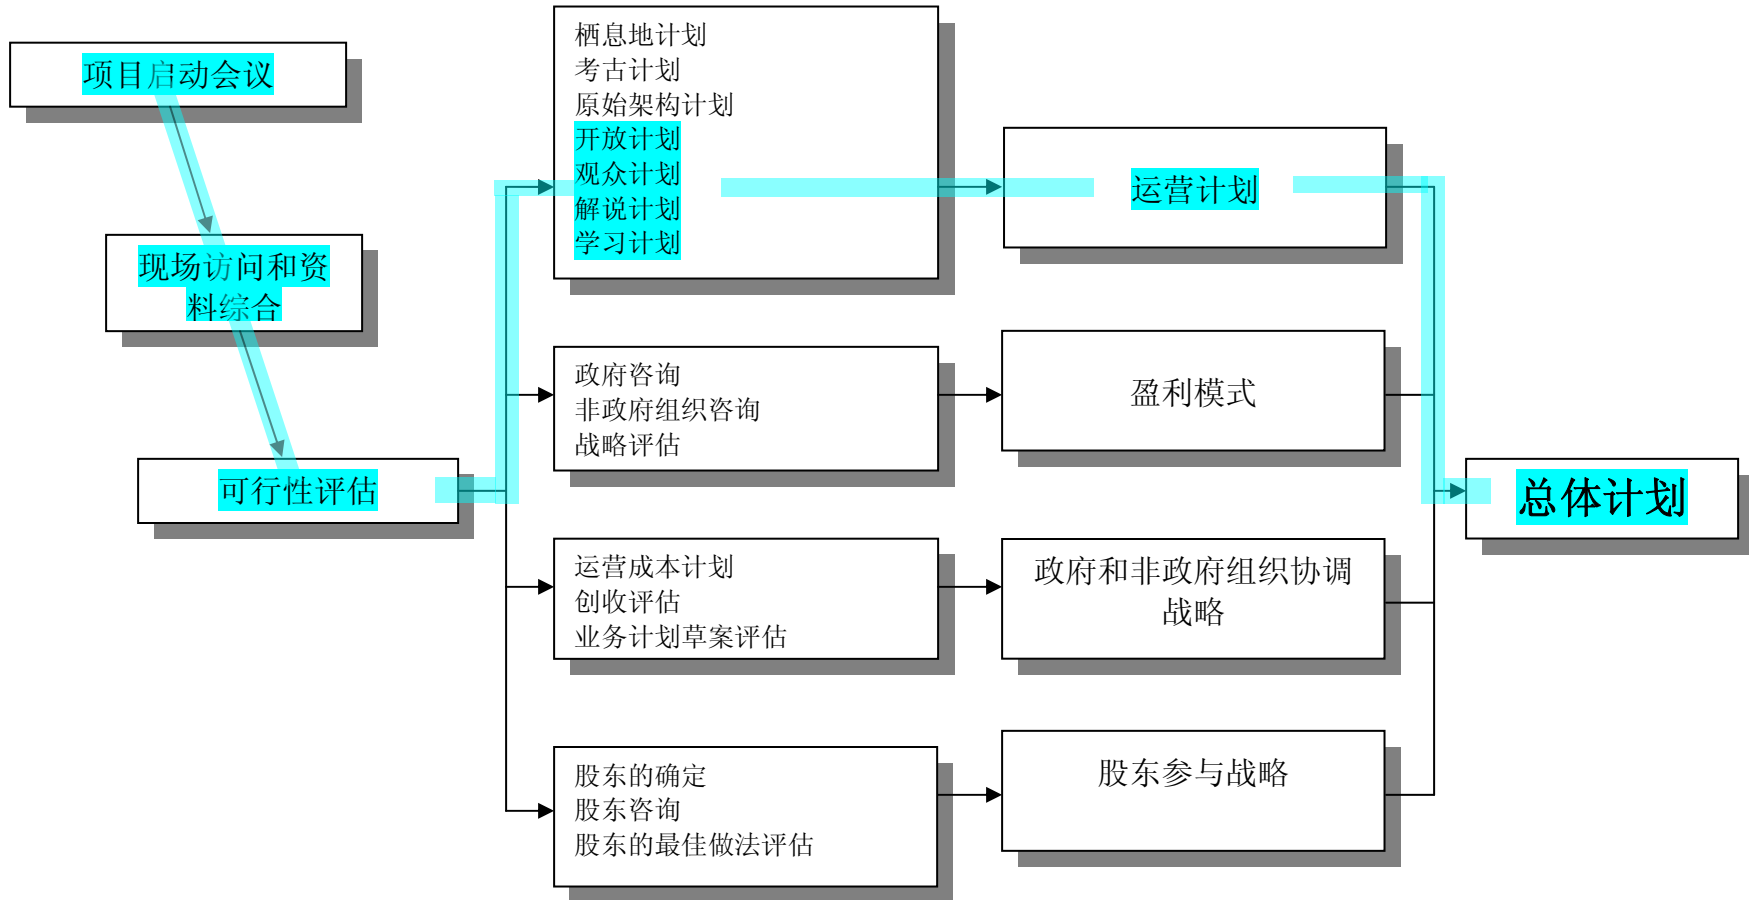 项目启动会议
现场访问和资
料综合
可行性评估
栖息地计划
考古计划
原始架构计划
开放计划
观众计划
解说计划
学习计划
运营计划
政府咨询
非政府组织咨询
战略评估
盈利模式
运营成本计划
创收评估
业务计划草案评估
政府和非政府组织协调
战略
股东的确定
股东咨询
股东的最佳做法评估
股东参与战略
总体计划